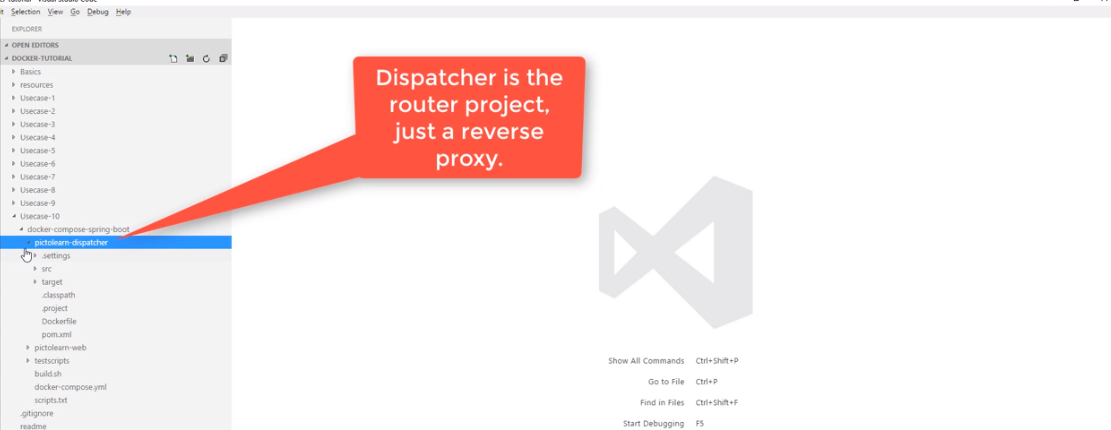 it Selection View Go Debug Help
EXPLORER
OPEN EDITORS
DOCKER-TUTORIAL
Basics
resources
Usecase-1
Usecase-2
Usecase-3
Usecase-4
Usecase-5
Usecase-6
Usecase-7
Usecase-8
Usecase-9
Usecase-10
docker-compose-spring-boot
pictolearn-dispatcher
.settings
src
target
.classpath
.project
Dockerfile
pom.xml
pictolearn-web
testscripts
build.sh
docker-compose.yml
scripts.txt
.gitignore
readme
Dispatcher is the
router project,
just a reverse
proxy.
Show All Commands Ctrl+Shift+P
Go to File Ctrl+P
Find in Files Ctrl+Shift+F
Start Debugging F5